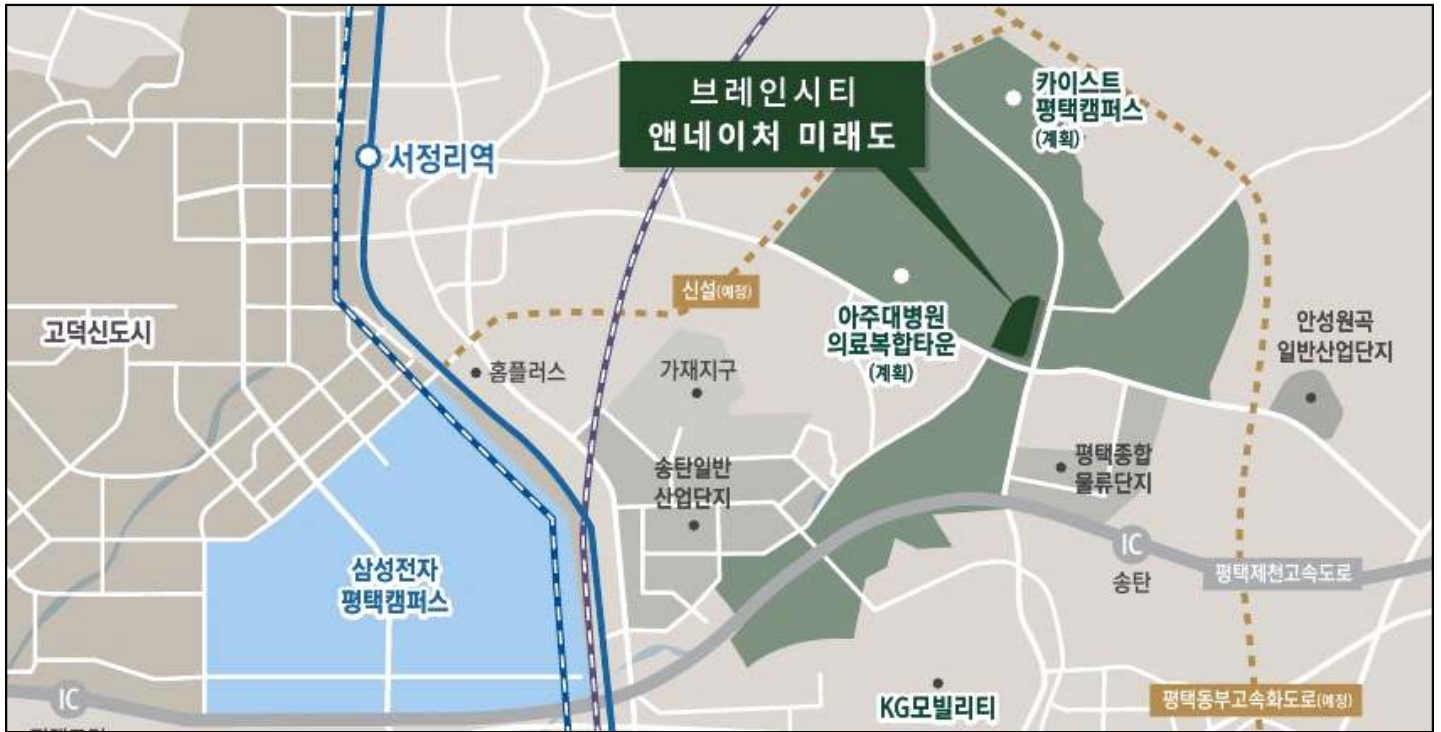 브레인시티
앤네이처 미래도
카이스트
평택캠퍼스
(계획)
서정리역
신설(예정)
아주대병원
의료복합타운
(계획)
안성원곡
일반산업단지
고덕신도시
홈플러스
가재지구
송탄일반
산업단지
평택종합
물류단지
IC
송탄
평택제천고속도로
삼성전자
평택캠퍼스
IC
KG모빌리티
평택동부고속화도로(예정)